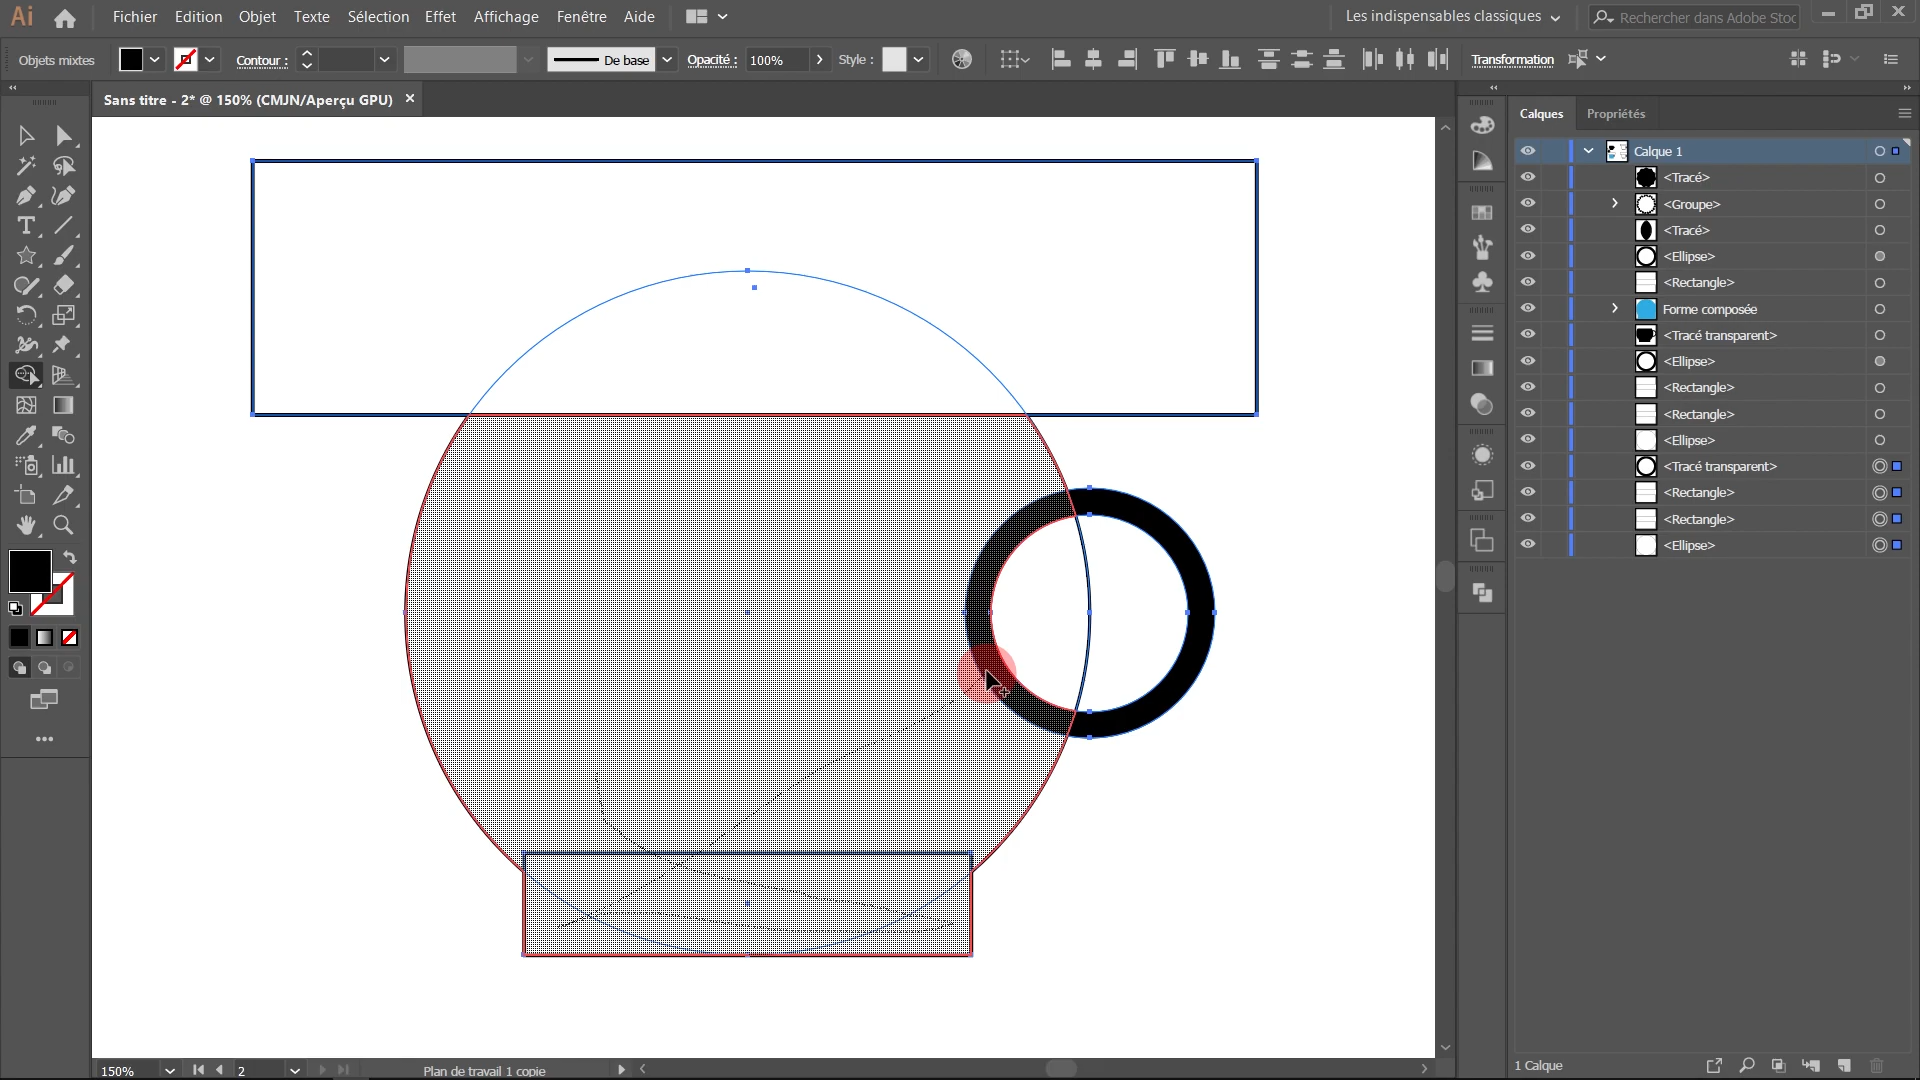 Ai Fichier Edition Objet Texte Sélection Effet Affichage Fenêtre Aide Les indispensables classiques Rechercher dans Adobe Stoc
Objets mixtes Contour : De base Opacité : 100% Style : Transformation
Sans titre - 2* @ 150% (CMJN/Aperçu GPU) ×
Calques Propriétés
Calque 1
<Tracé>
<Groupe>
<Tracé>
<Ellipse>
<Rectangle>
Forme composée
<Tracé transparent>
<Ellipse>
<Rectangle>
<Rectangle>
<Ellipse>
<Tracé transparent>
<Rectangle>
<Rectangle>
<Ellipse>
150% 2 Plan de travail 1 copie
1 Calque